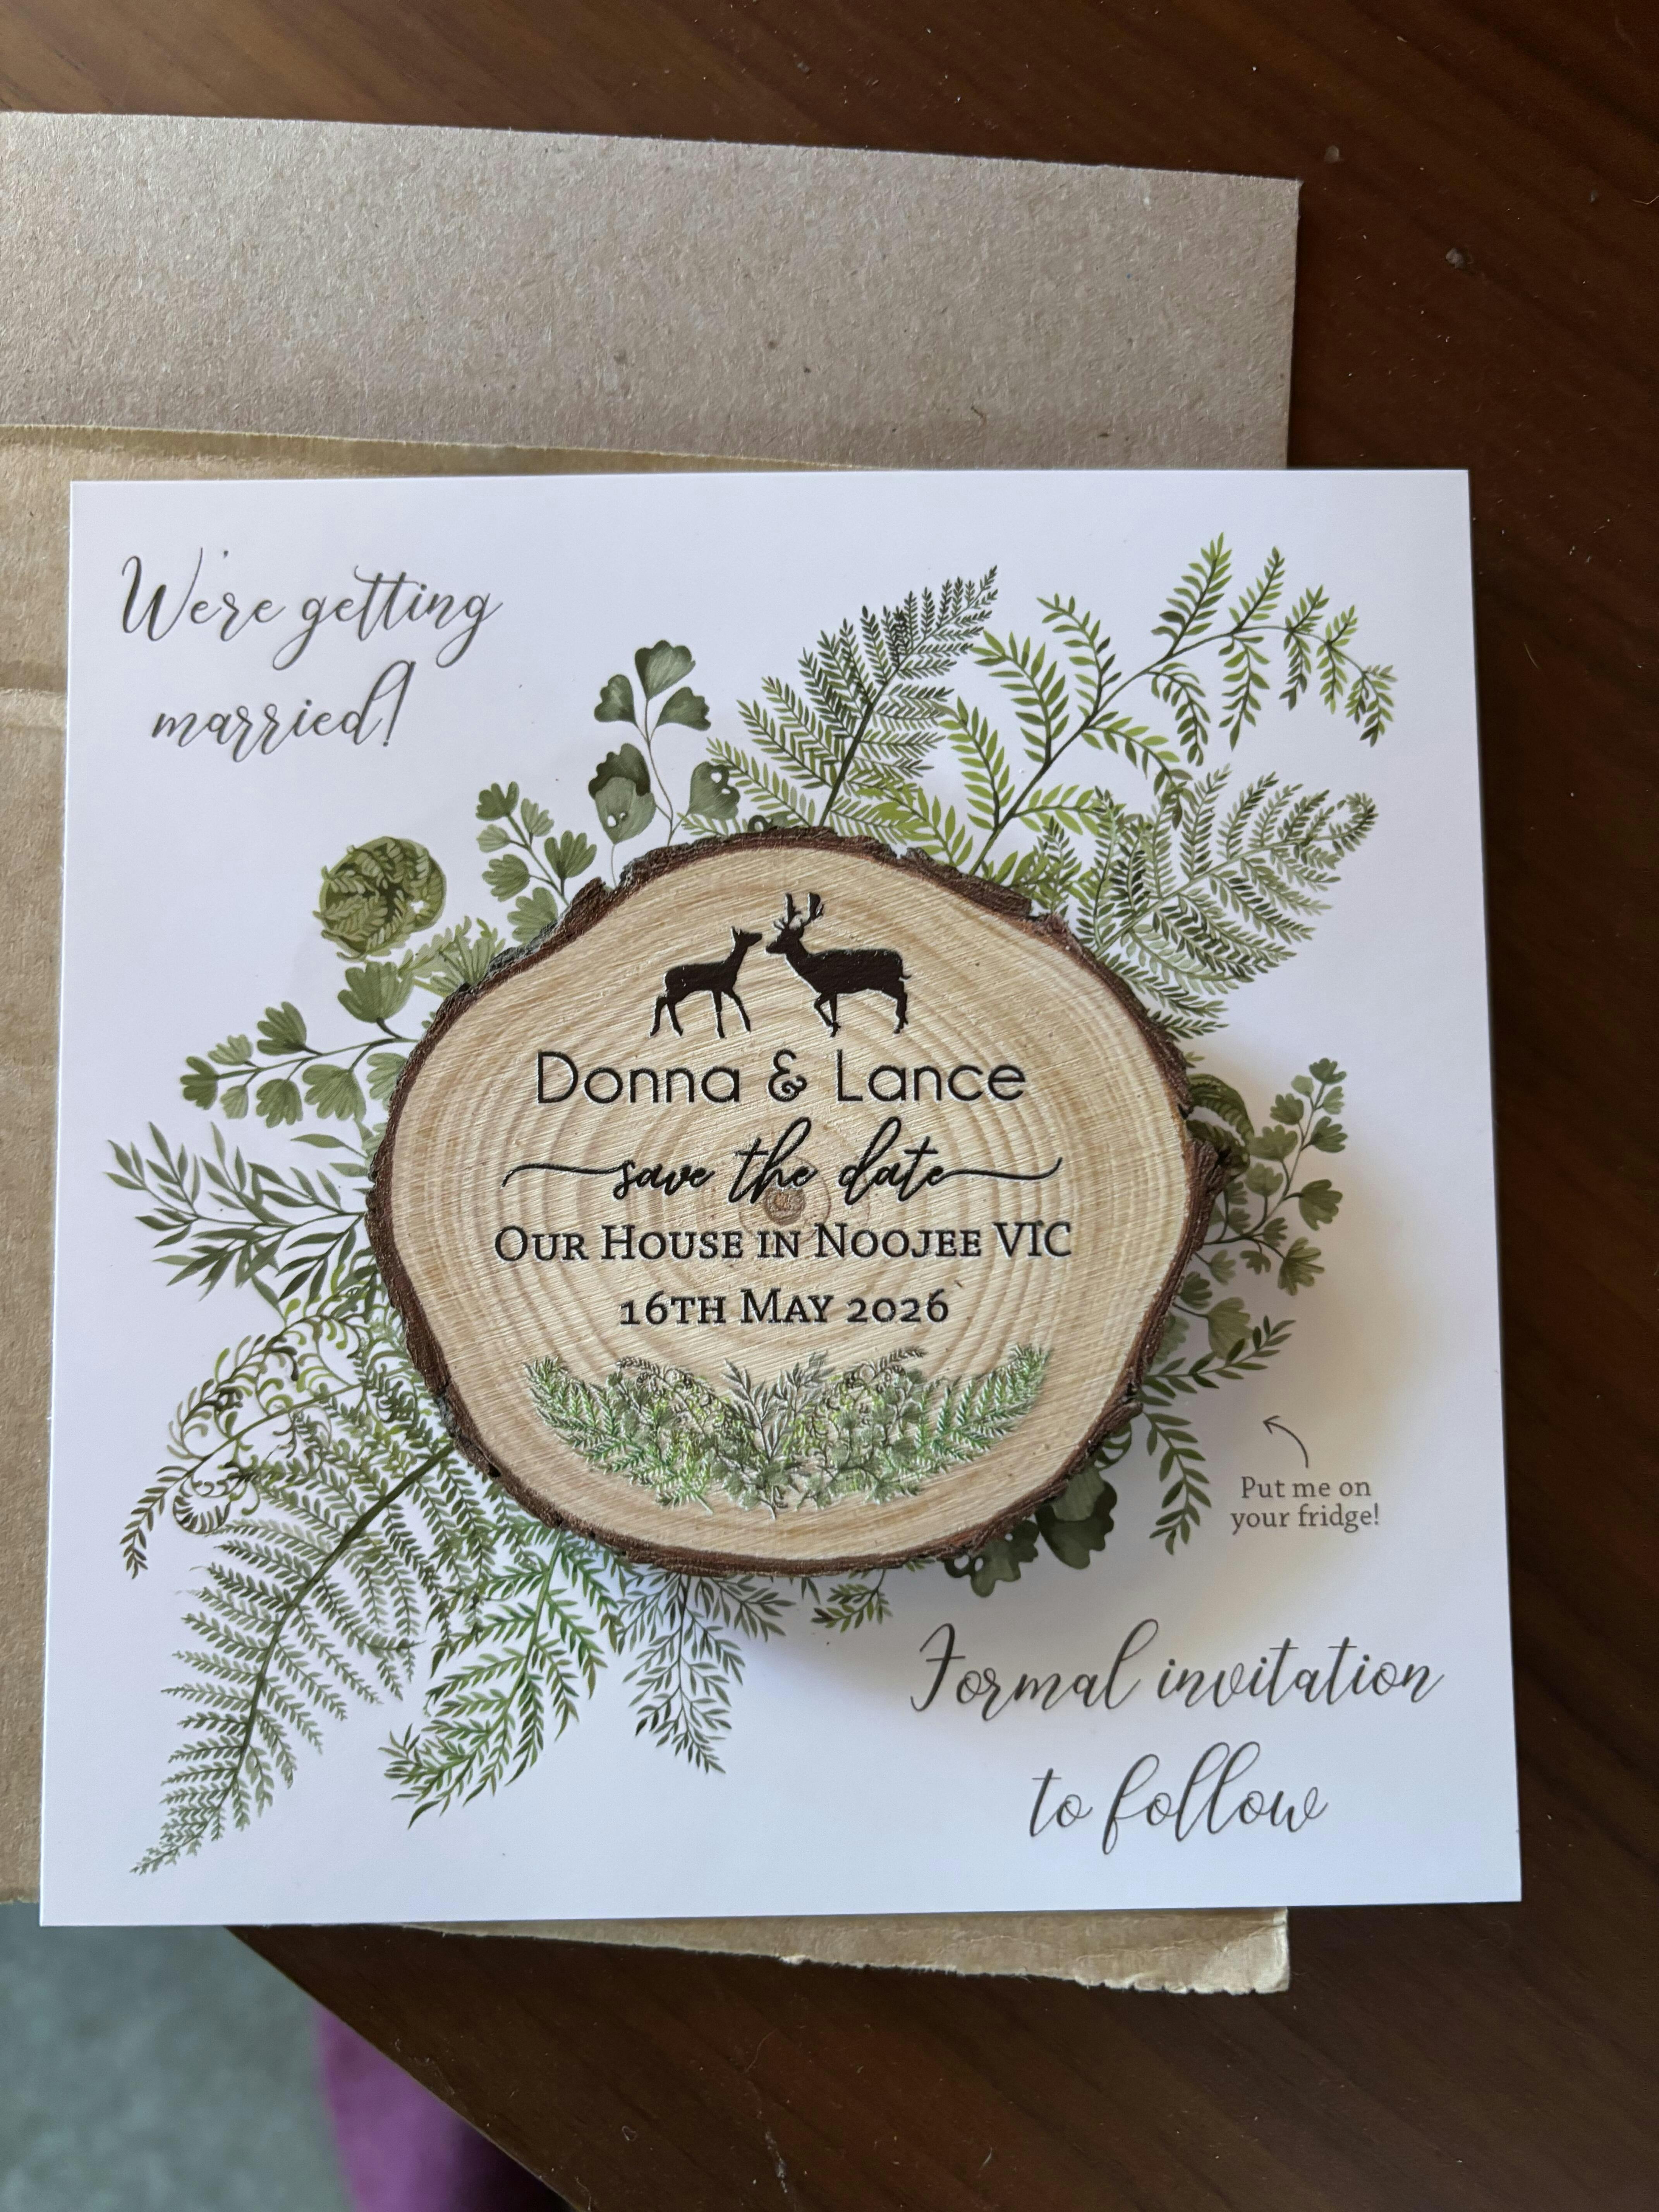 We're getting
married!
Donna & Lance
save the date
Our House in Noojee VIC
16th May 2026
Put me on
your fridge!
Formal invitation
to follow